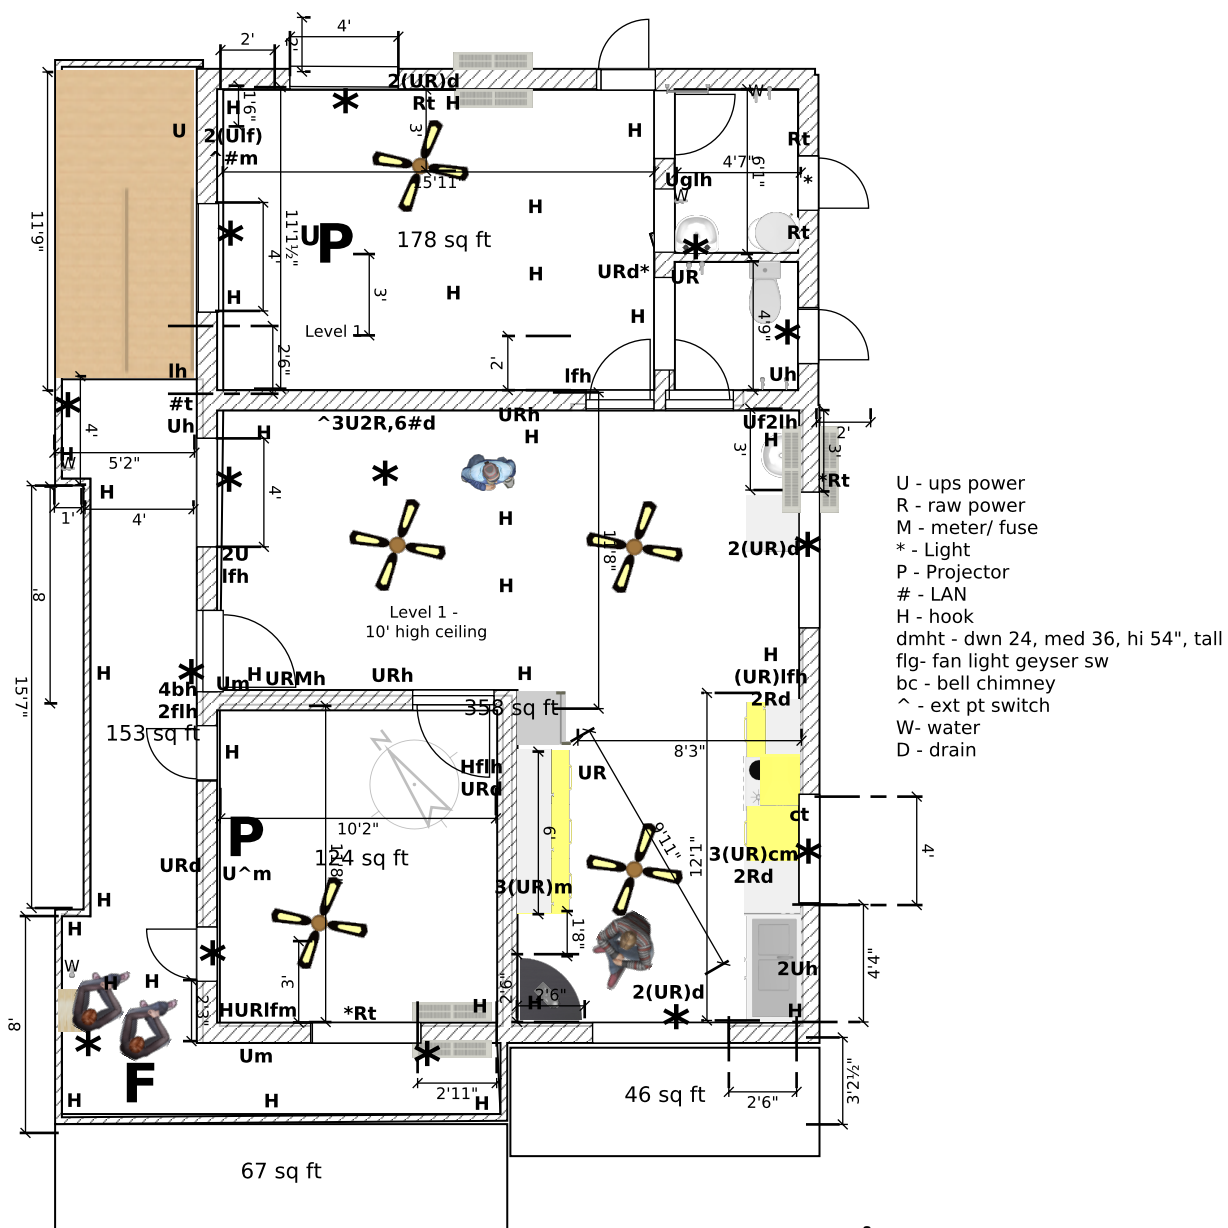 4'
2'
2'
2(UR)d
Rt H
H
1'6"
U
2(Ulf)
^#m
3'
H
W
Rt
4'7"
6'1"
15'11"
Uglh
W
*
11'9"
11'1½"
4'
U
P
178 sq ft
H
Rt
H
URd*
UR
H
H
3'
H
4'9"
Level 1
2'
2'6"
lh
lfh
Uh
#t
Uh
H
^3U2R,6#d
URh
H
Uf2lh
H
3'
2'
3'
4'
H
W
5'2"
H
1'
4'
4'
*Rt
H
2U
lfh
2(UR)d
H
8'
Level 1 -
10' high ceiling
15'7"
H
4bh
2flh
Um
H
URMh
URh
H
H
(UR)lfh
2Rd
153 sq ft
358 sq ft
8'3"
H
Hflh
URd
UR
N
10'2"
124 sq ft
P
U^m
URd
6'
9'11"
12'1"
ct
3(UR)cm
2Rd
4'
3(UR)m
H
H
1'8"
W
H
H
3'
2'3"
2'6"
2'6"
H
2(UR)d
2Uh
H
4'4"
8'
HURlfm
*Rt
H
Um
F
2'11"
H
H
H
46 sq ft
2'6"
3'2½"
67 sq ft
U - ups power
R - raw power
M - meter/ fuse
* - Light
P - Projector
# - LAN
H - hook
dmht - dwn 24, med 36, hi 54", tall
flg- fan light geyser sw
bc - bell chimney
^ - ext pt switch
W- water
D - drain